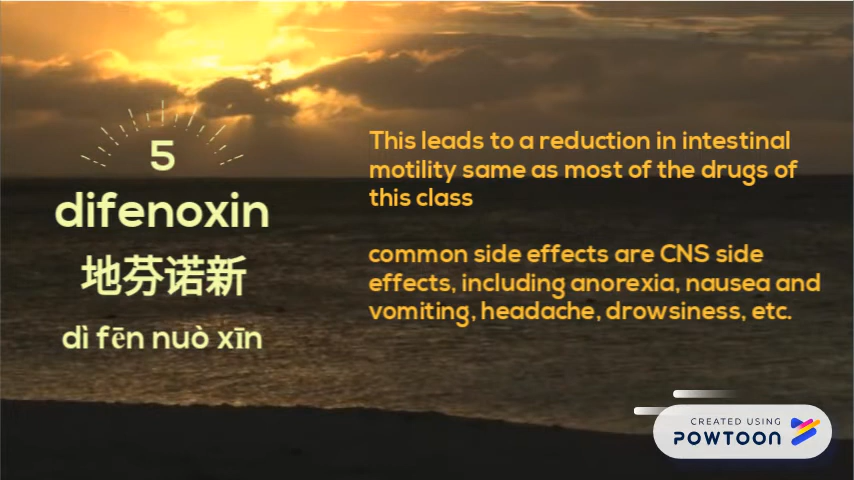 5
difenoxin
地芬诺新
dì fēn nuò xīn
This leads to a reduction in intestinal
motility same as most of the drugs of
this class
common side effects are CNS side
effects, including anorexia, nausea and
vomiting, headache, drowsiness, etc.
CREATED USING
POWTOON